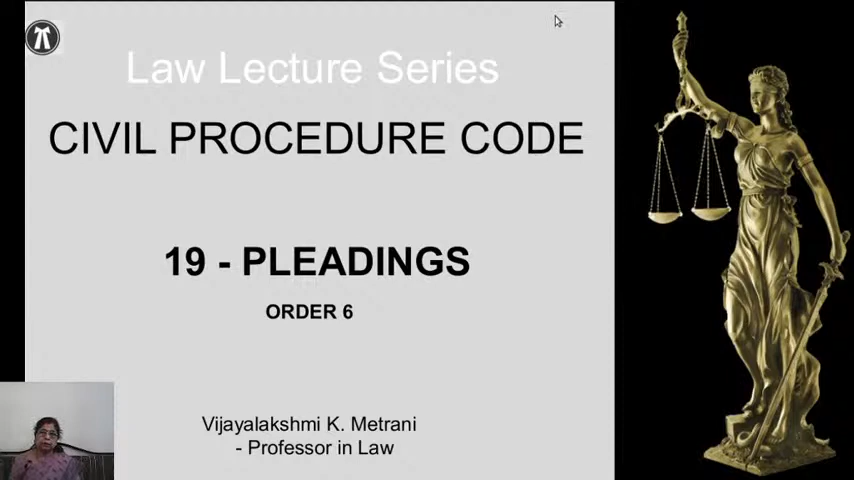 Law Lecture Series
CIVIL PROCEDURE CODE
19 - PLEADINGS
ORDER 6
Vijayalakshmi K. Metrani
- Professor in Law